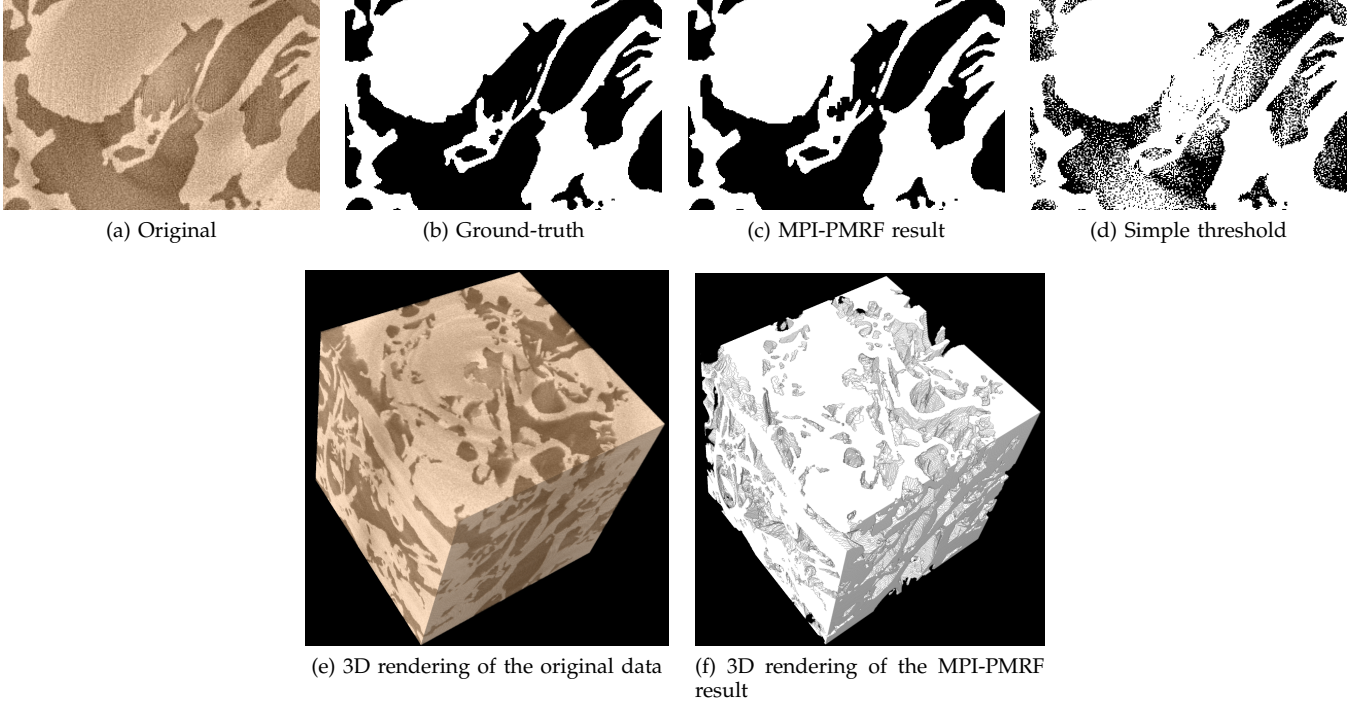 (a) Original
(b) Ground-truth
(c) MPI-PMRF result
(d) Simple threshold
(e) 3D rendering of the original data
(f) 3D rendering of the MPI-PMRF
result